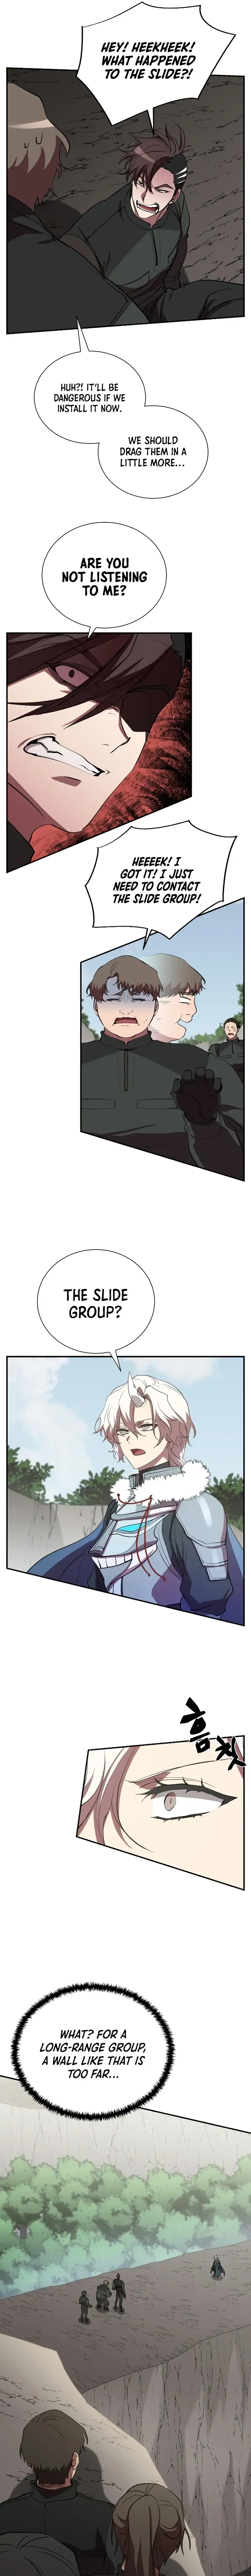 HEY! HEEKHEEK!
WHAT HAPPENED
TO THE SLIDE?!
HUH?! IT'LL BE
DANGEROUS IF WE
INSTALL IT NOW.
WE SHOULD
DRAG THEM IN A
LITTLE MORE...
ARE YOU
NOT LISTENING
TO ME?
HEEEEK! I
GOT IT! I JUST
NEED TO CONTACT
THE SLIDE GROUP!
THE SLIDE
GROUP?
흠칫
WHAT? FOR A
LONG-RANGE GROUP,
A WALL LIKE THAT IS
TOO FAR...